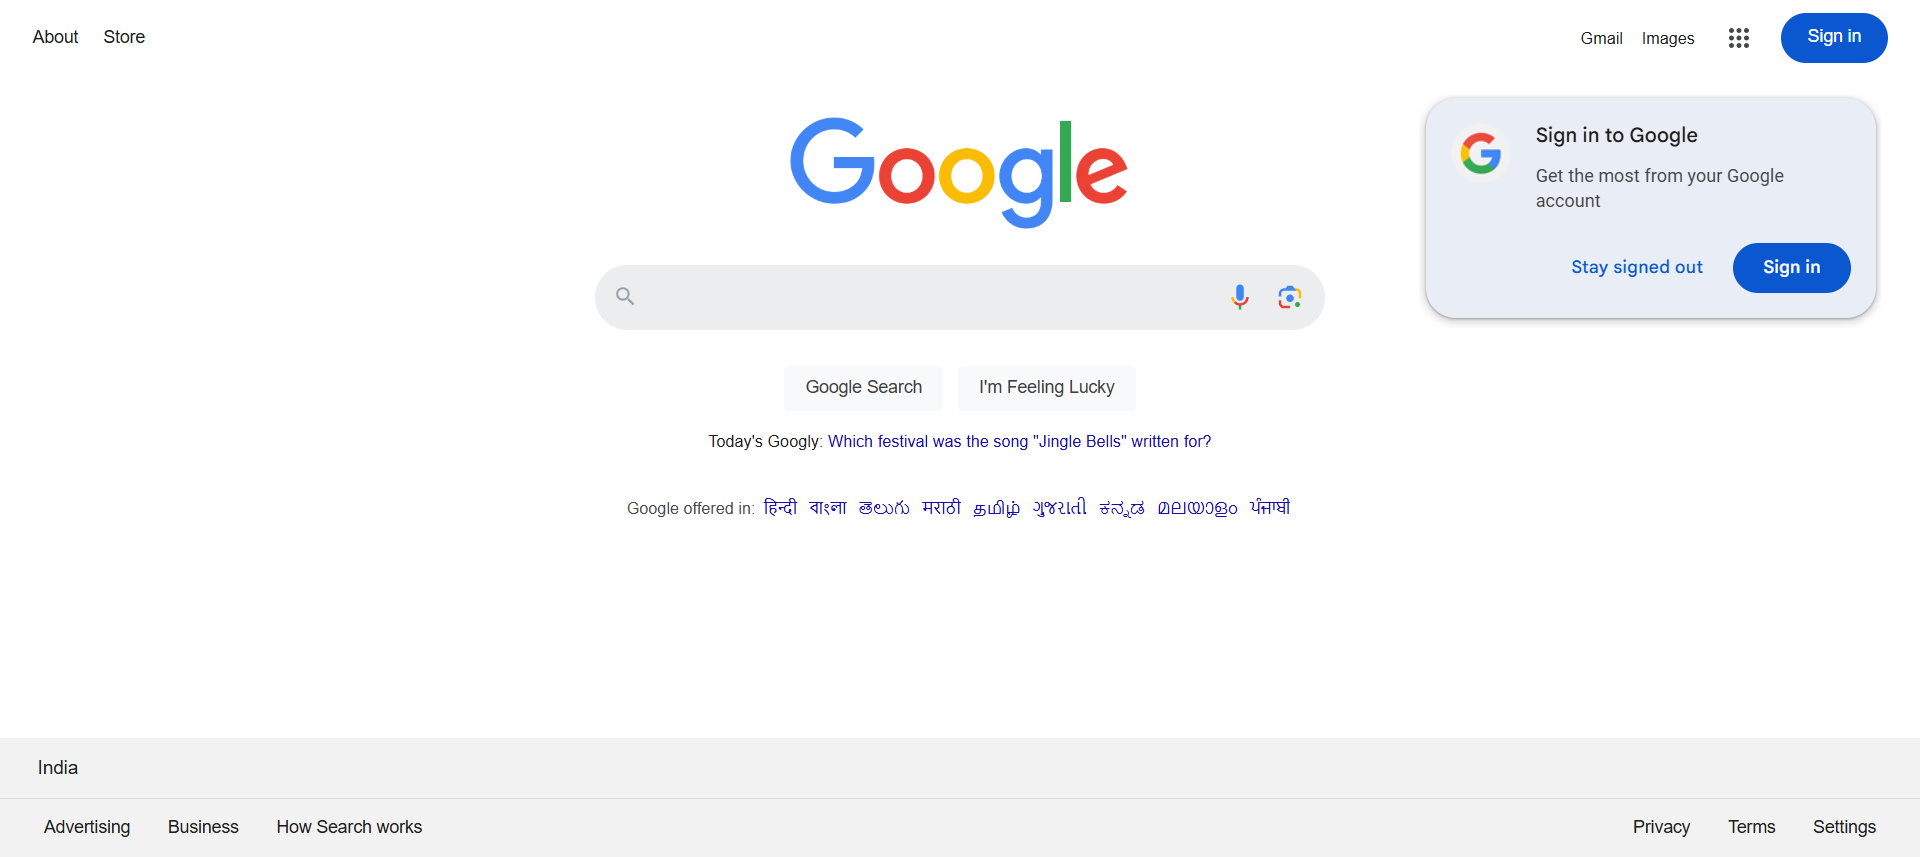 About Store
Gmail Images Sign in
Google
Sign in to Google
Get the most from your Google
account
Stay signed out Sign in
Google Search I'm Feeling Lucky
Today's Googly: Which festival was the song "Jingle Bells" written for?
Google offered in: हिन्दी বাংলা తెలుగు मराठी தமிழ் ગુજરાતી ಕನ್ನಡ മലയാളം ਪੰਜਾਬੀ
India
Advertising Business How Search works
Privacy Terms Settings